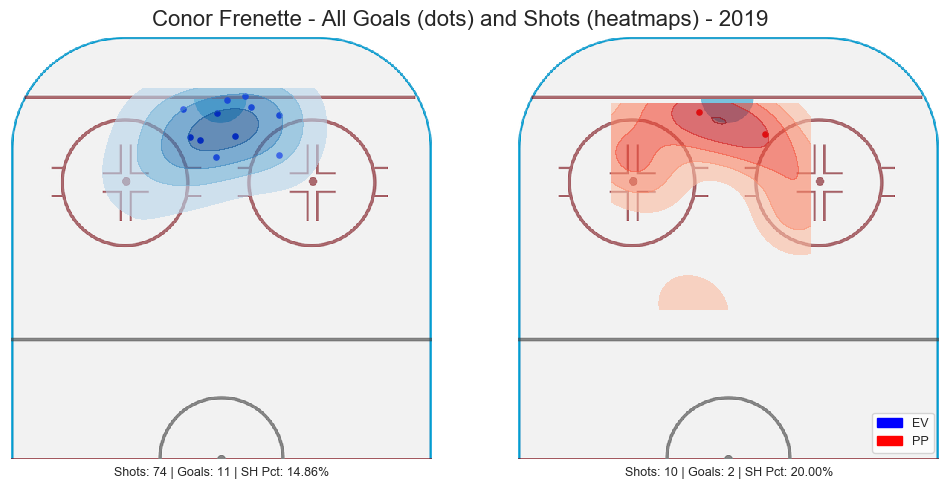 Conor Frenette - All Goals (dots) and Shots (heatmaps) - 2019
EV
PP
Shots: 74 | Goals: 11 | SH Pct: 14.86%
Shots: 10 | Goals: 2 | SH Pct: 20.00%